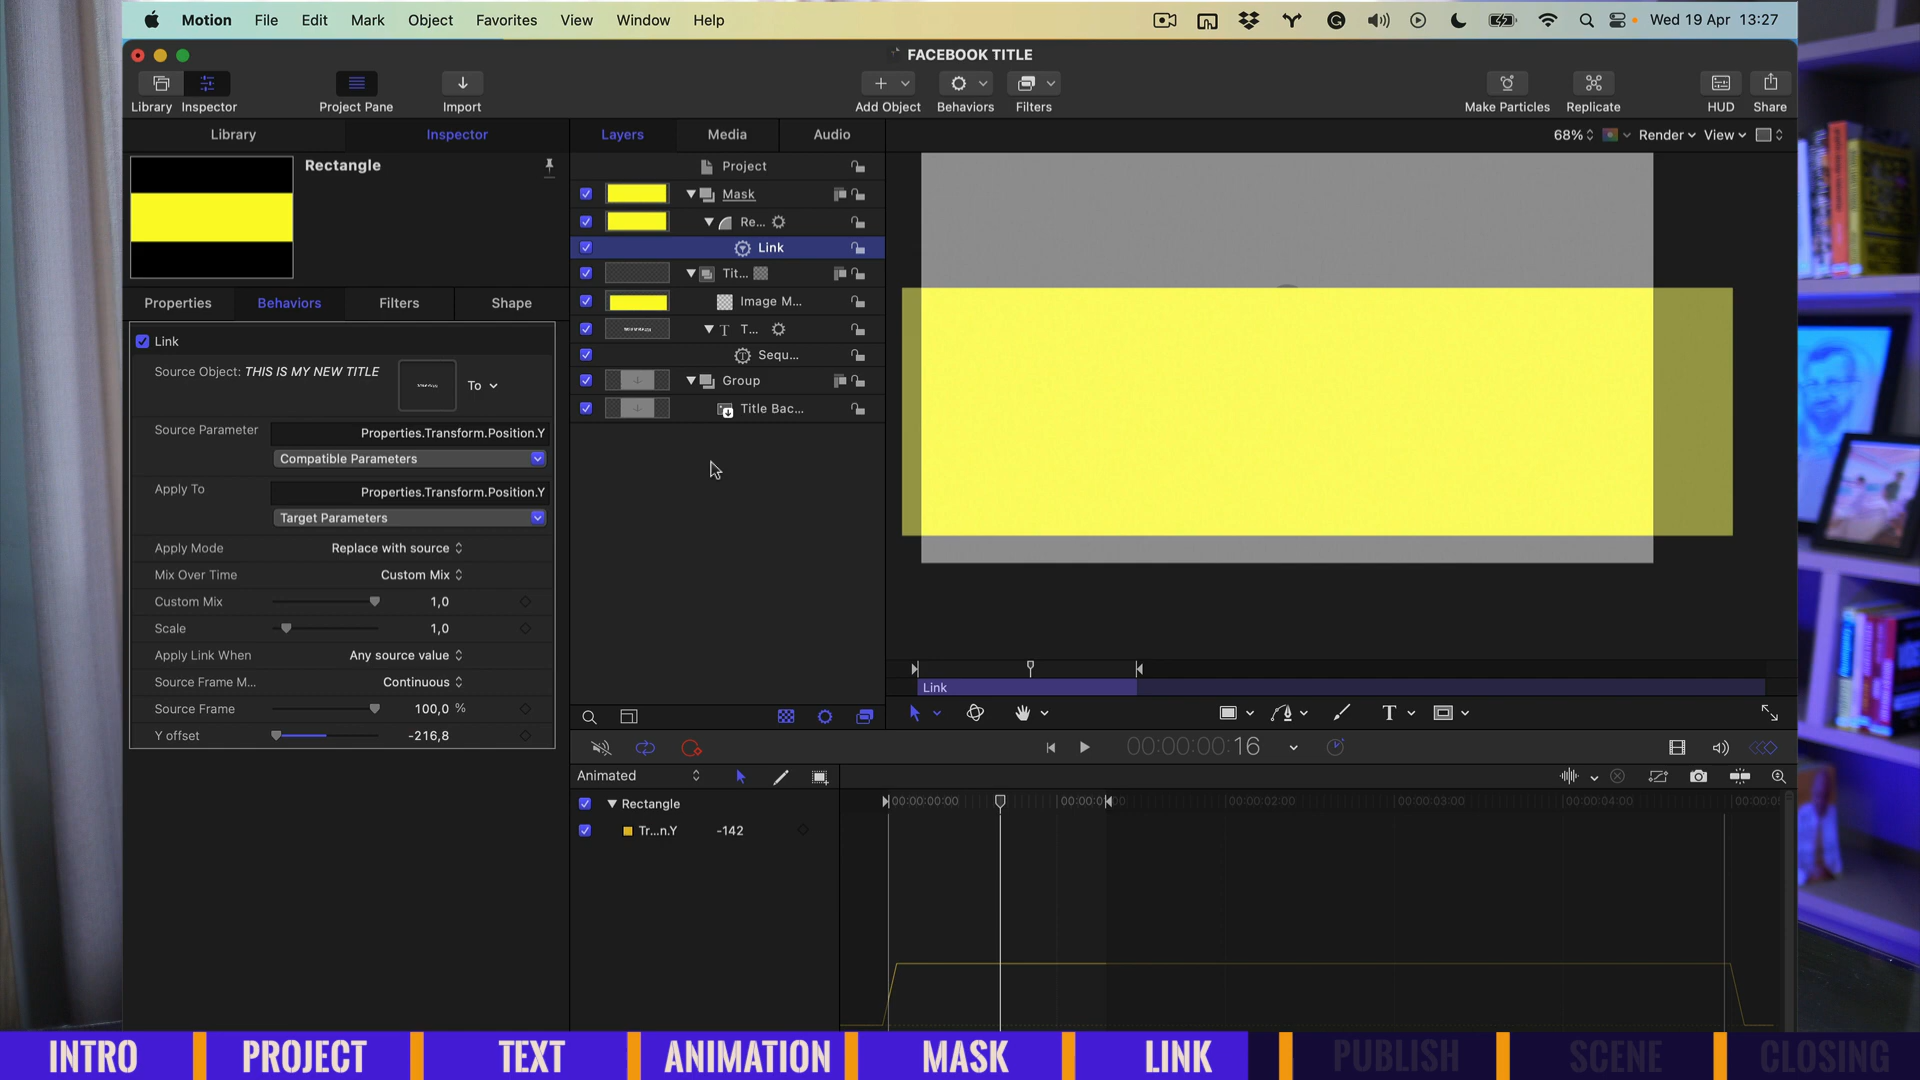 Motion File Edit Mark Object Favorites View Window Help Wed 19 Apr 13:27
FACEBOOK TITLE
Library Inspector Project Pane Import Add Object Behaviors Filters Make Particles Replicate HUD Share
Library Inspector Layers Media Audio 68% Render View
Rectangle
Project
Mask
Re...
Link
Tit...
Image M...
T T...
Sequ...
Group
Title Bac...
Properties Behaviors Filters Shape
Link
Source Object: THIS IS MY NEW TITLE To
Source Parameter Properties.Transform.Position.Y
Compatible Parameters
Apply To Properties.Transform.Position.Y
Target Parameters
Apply Mode Replace with source
Mix Over Time Custom Mix
Custom Mix 1,0
Scale 1,0
Apply Link When Any source value
Source Frame M... Continuous
Source Frame 100,0 %
Y offset -216,8
Link
T
00:00:00:16
Animated
Rectangle
Tr...n.Y -142
00:00:00:00 00:00:02:00 00:00:03:00 00:00:04:00
INTRO PROJECT TEXT ANIMATION MASK LINK PUBLISH SCENE CLOSING